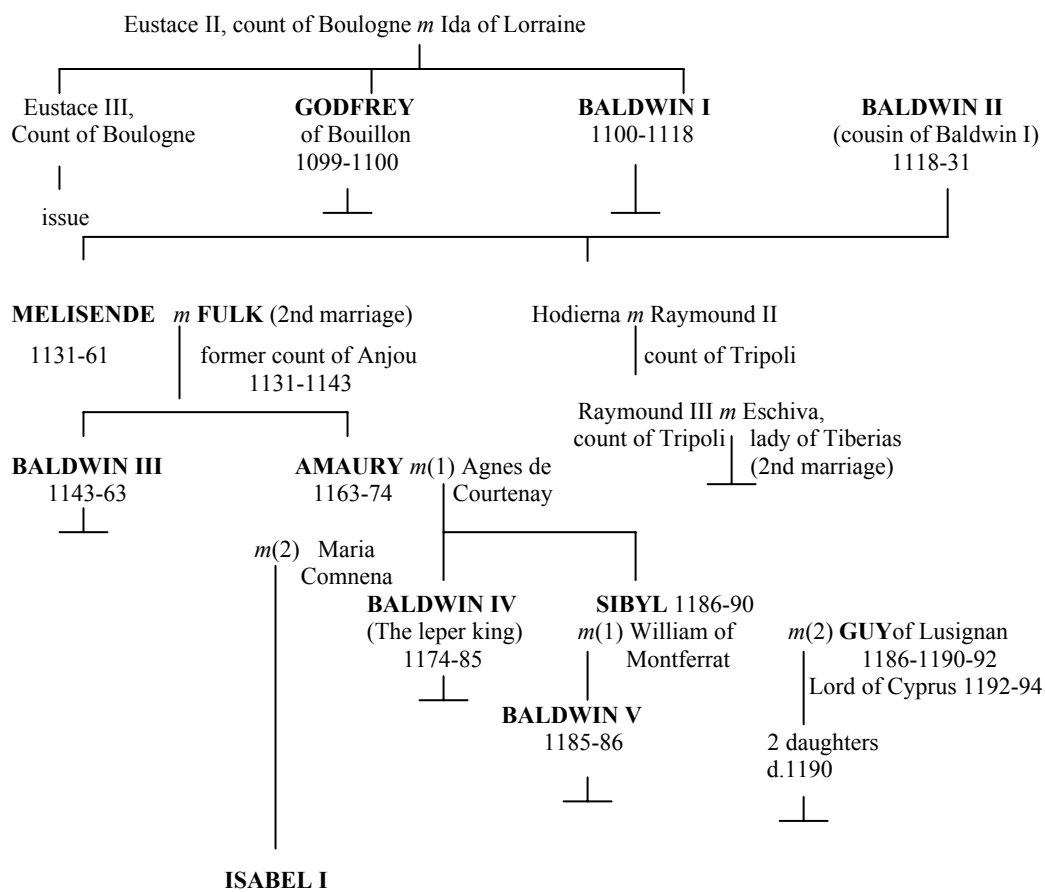 Eustace II, count of Boulogne m Ida of Lorraine
Eustace III,
Count of Boulogne
GODFREY
of Bouillon
1099-1100
BALDWIN I
1100-1118
BALDWIN II
(cousin of Baldwin I)
1118-31
issue
MELISENDE m FULK (2nd marriage)
1131-61
former count of Anjou
1131-1143
Hodierna m Raymound II
count of Tripoli
Raymound III m Eschiva,
count of Tripoli lady of Tiberias
(2nd marriage)
BALDWIN III
1143-63
AMAURY m(1) Agnes de
1163-74 Courtenay
m(2) Maria
Comnena
BALDWIN IV
(The leper king)
1174-85
SIBYL 1186-90
m(1) William of
Montferrat
m(2) GUYof Lusignan
1186-1190-92
Lord of Cyprus 1192-94
BALDWIN V
1185-86
2 daughters
d.1190
ISABEL I